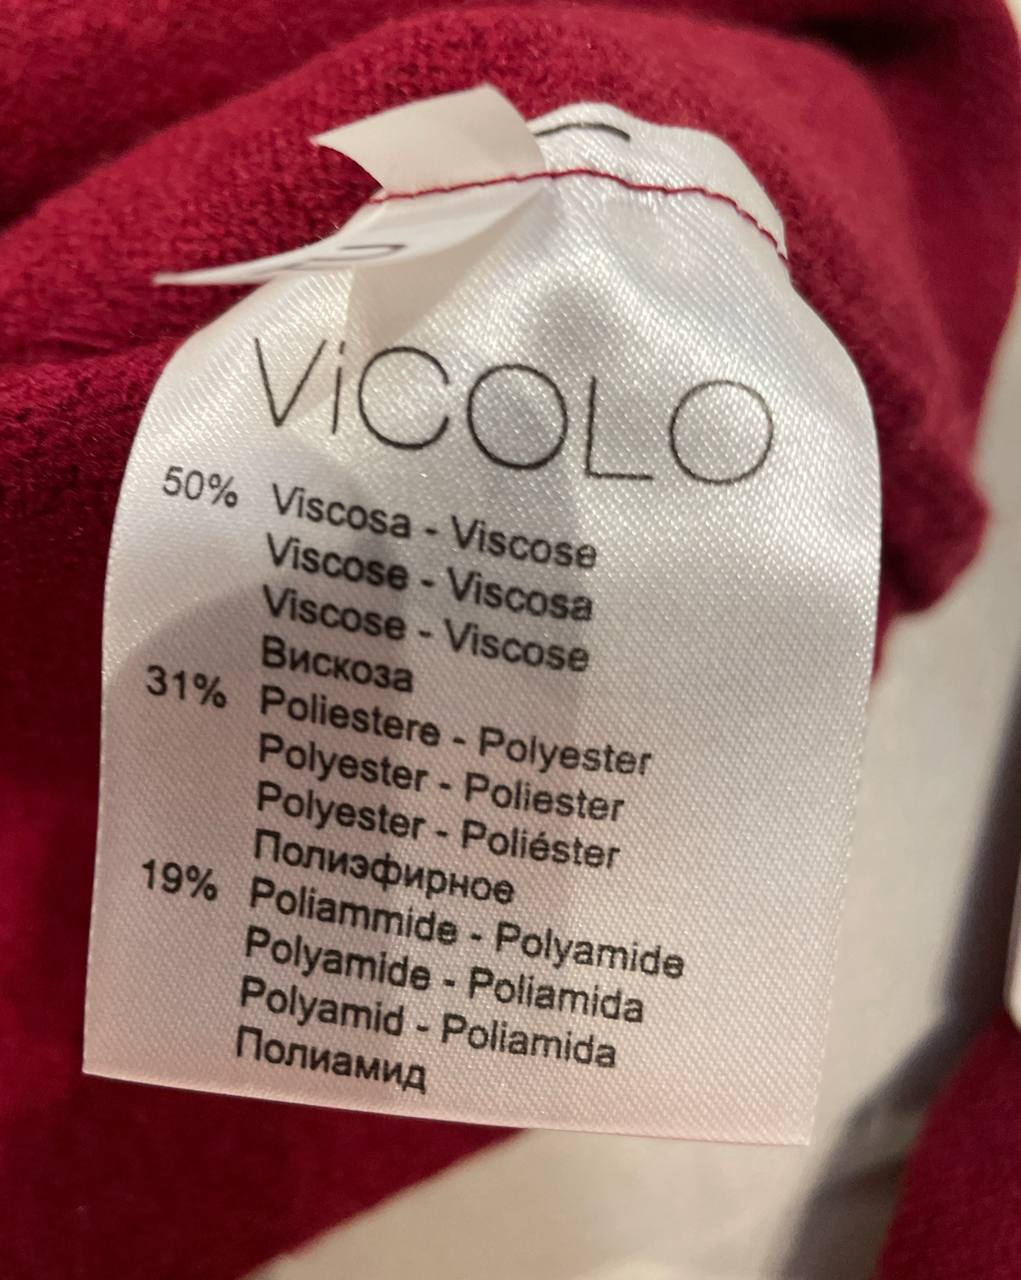 ViCOLO
50% Viscosa - Viscose
Viscose - Viscosa
Viscose - Viscose
Вискоза
31% Poliestere - Polyester
Polyester - Poliester
Polyester - Poliéster
Полиэфирное
19% Poliammide - Polyamide
Polyamide - Poliamida
Polyamid - Poliamida
Полиамид